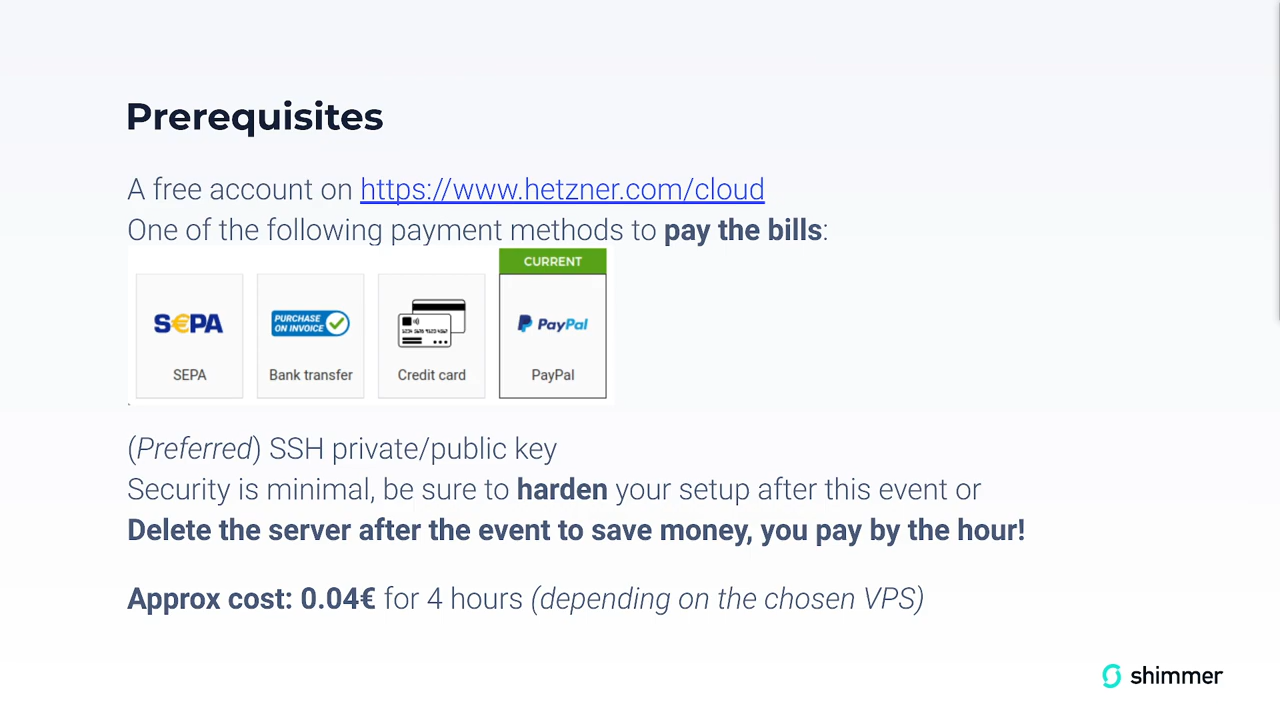 Prerequisites
A free account on https://www.hetzner.com/cloud
One of the following payment methods to pay the bills:
CURRENT
SEPA PURCHASE ON INVOICE PayPal
SEPA Bank transfer Credit card PayPal
(Preferred) SSH private/public key
Security is minimal, be sure to harden your setup after this event or
Delete the server after the event to save money, you pay by the hour!
Approx cost: 0.04€ for 4 hours (depending on the chosen VPS)
shimmer